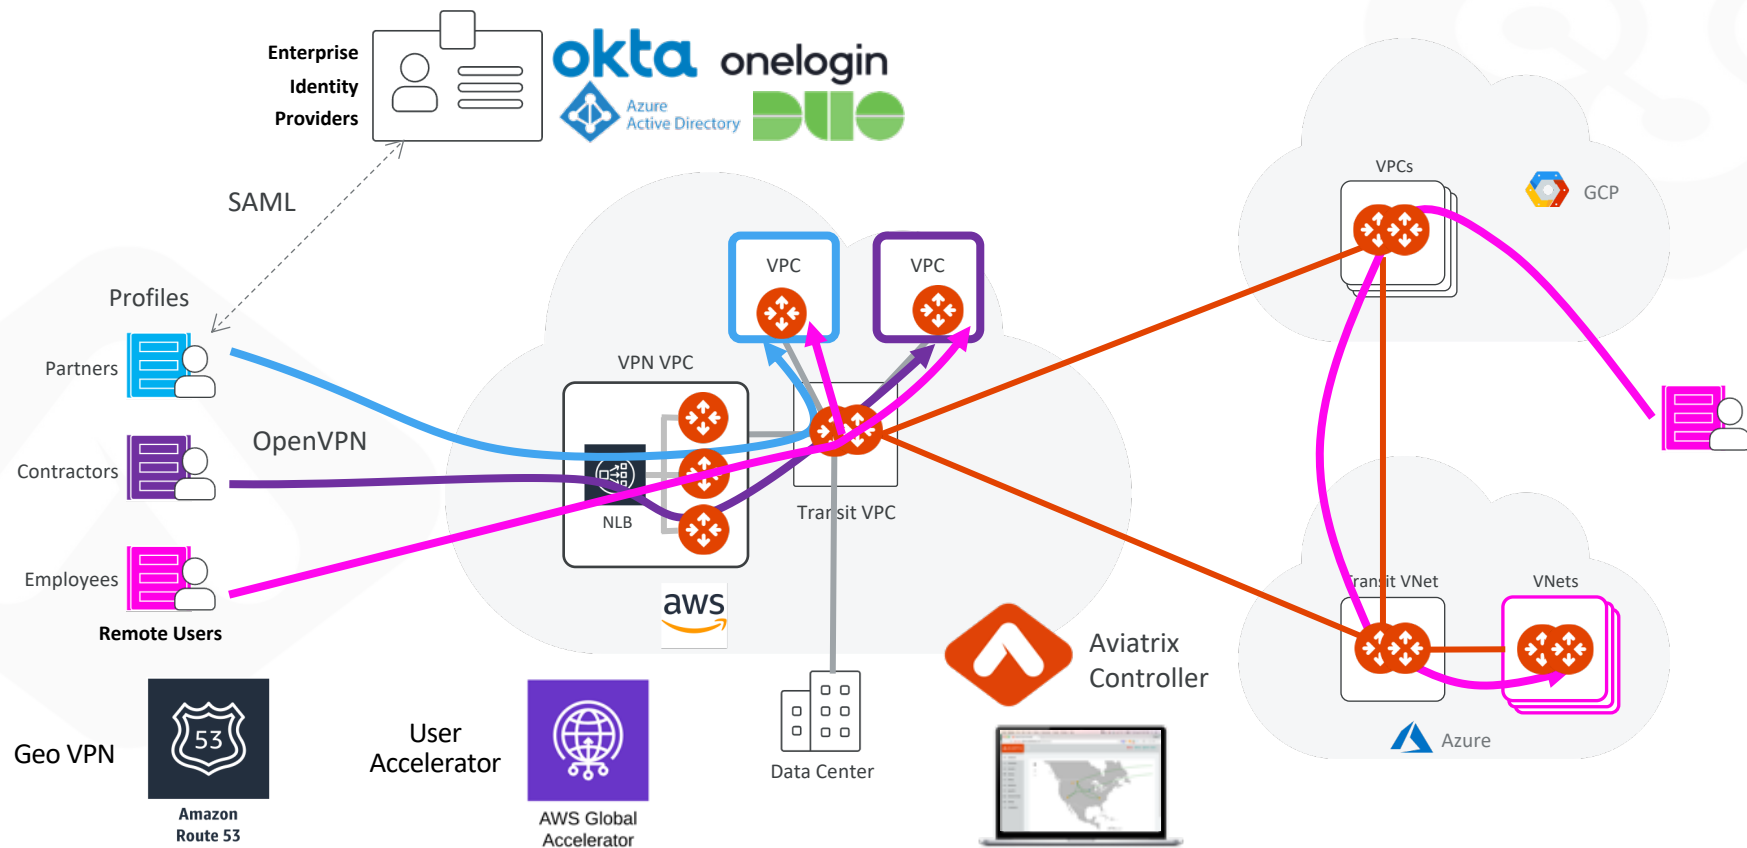 Enterprise
Identity
Providers
okta
onelogin
Azure
Active Directory
DUO
SAML
Profiles
Partners
Contractors
Employees
Remote Users
OpenVPN
VPN VPC
NLB
VPC
VPC
Transit VPC
aws
Data Center
VPCs
GCP
Transit VNet
VNets
Azure
Aviatrix
Controller
Geo VPN
53
Amazon
Route 53
User
Accelerator
AWS Global
Accelerator